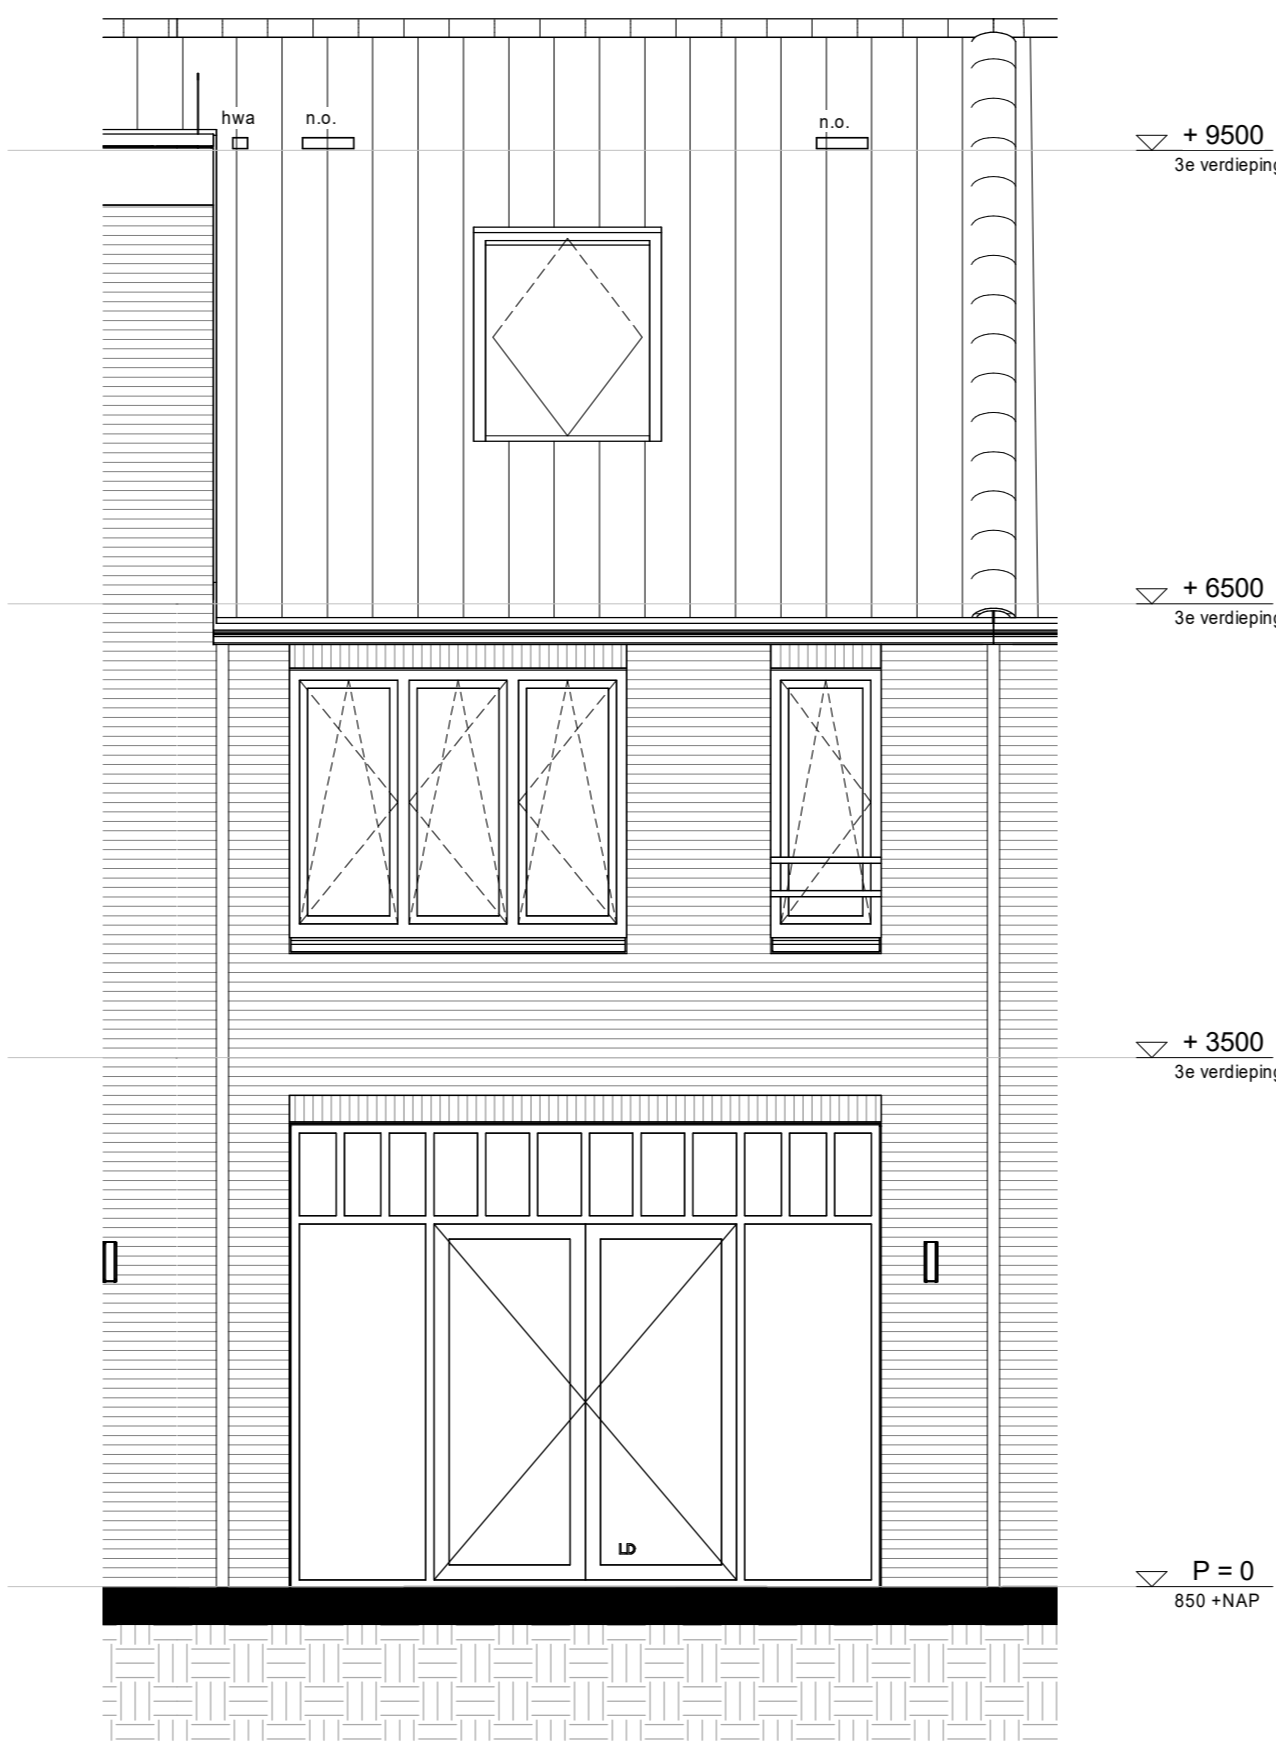 hwa
n.o.
n.o.
+ 9500
3e verdieping
+ 6500
3e verdieping
+ 3500
3e verdieping
LD
P = 0
850 +NAP